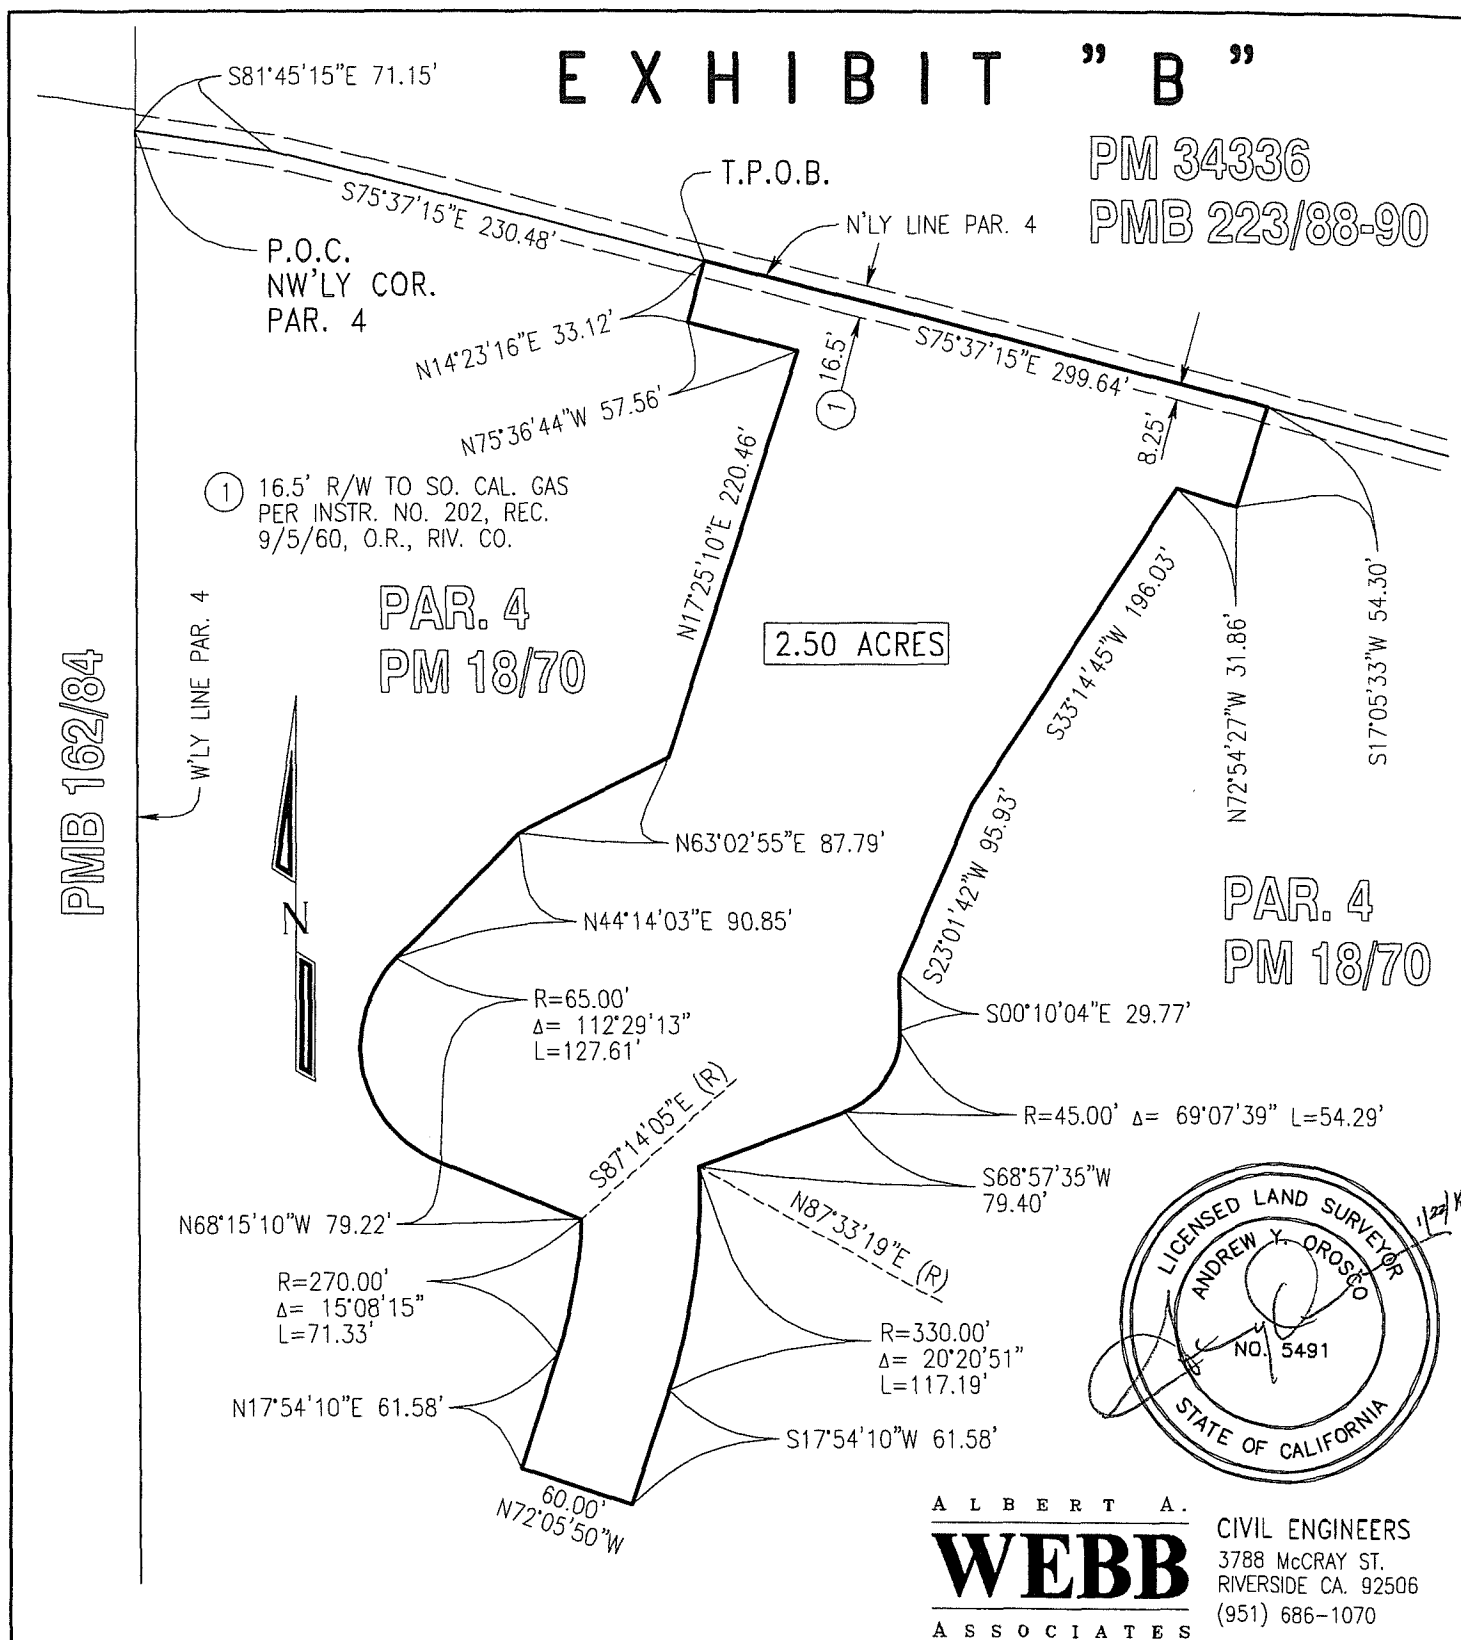 EXHIBIT "B"
S81°45'15"E 71.15'
PM 34336
PMB 223/88-90
T.P.O.B.
S75°37'15"E 230.48'
N'LY LINE PAR. 4
P.O.C.
NW'LY COR.
PAR. 4
N14°23'16"E 33.12'
16.5'
1
S75°37'15"E 299.64'
N75°36'44"W 57.56'
8.25'
1 16.5' R/W TO SO. CAL. GAS
PER INSTR. NO. 202, REC.
9/5/60, O.R., RIV. CO.
N17°25'10"E 220.46'
S33°14'45"W 196.03'
N72°54'27"W 31.86'
S17°05'33"W 54.30'
PAR. 4
PM 18/70
2.50 ACRES
W'LY LINE PAR. 4
PMB 162/84
N63°02'55"E 87.79'
S23°01'42"W 95.93'
N
N44°14'03"E 90.85'
PAR. 4
PM 18/70
R=65.00'
Δ= 112°29'13"
L=127.61'
S00°10'04"E 29.77'
S87°14'05"E (R)
R=45.00' Δ= 69°07'39" L=54.29'
S68°57'35"W
79.40'
N68°15'10"W 79.22'
N87°33'19"E (R)
R=270.00'
Δ= 15°08'15"
L=71.33'
R=330.00'
Δ= 20°20'51"
L=117.19'
N17°54'10"E 61.58'
S17°54'10"W 61.58'
60.00'
N72°05'50"W
LICENSED LAND SURVEYOR
ANDREW Y. OROSCO
NO. 5491
STATE OF CALIFORNIA
ALBERT A.
WEBB
ASSOCIATES
CIVIL ENGINEERS
3788 McCRAY ST.
RIVERSIDE CA. 92506
(951) 686-1070